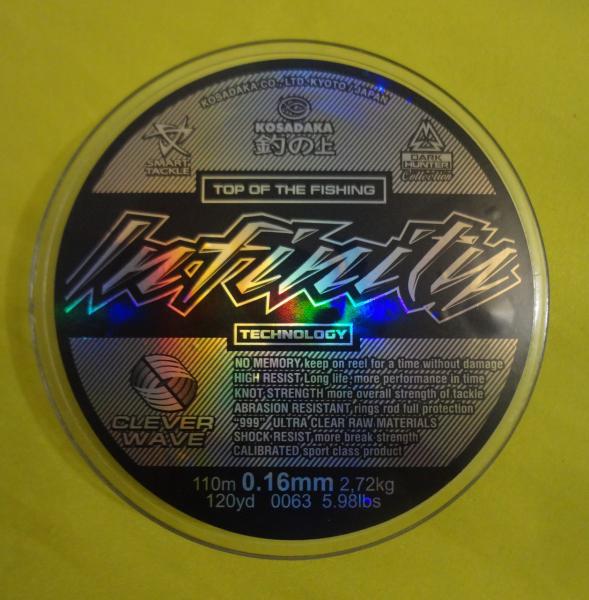 KOSADAKA CO., LTD. KYOTO / JAPAN
KOSADAKA
釣の上
SMART
TACKLE
DARK
HUNTER
Collection
TOP OF THE FISHING
Infinity
TECHNOLOGY
CLEVER
WAVE
NO MEMORY keep on reel for a time without damage
HIGH RESIST Long life, more performance in time
KNOT STRENGTH more overall strength of tackle
ABRASION RESISTANT rings rod full protection
"999" ULTRA CLEAR RAW MATERIALS
SHOCK RESIST more break strength
CALIBRATED sport class product
110m 0.16mm 2,72kg
120yd 0063 5.98lbs